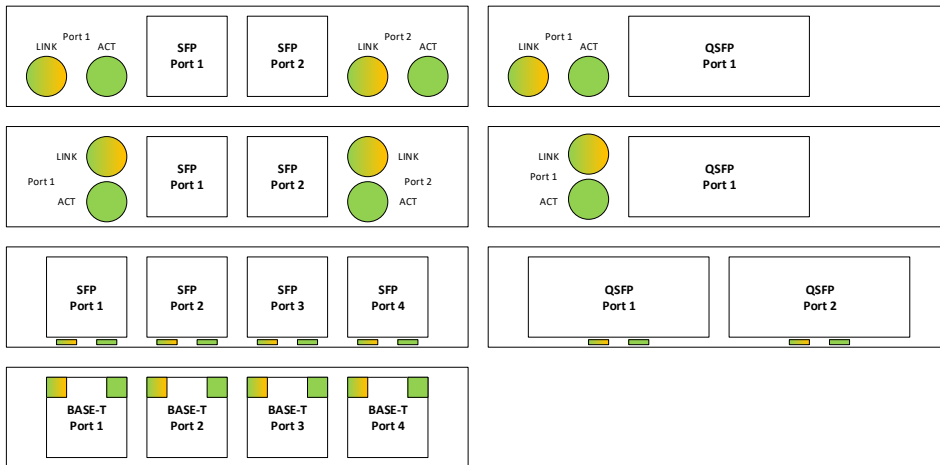 Port 1
LINK ACT
SFP
Port 1
SFP
Port 2
Port 2
LINK ACT
Port 1
LINK ACT
QSFP
Port 1
LINK
Port 1
ACT
SFP
Port 1
SFP
Port 2
LINK
Port 2
ACT
LINK
Port 1
ACT
QSFP
Port 1
SFP
Port 1
SFP
Port 2
SFP
Port 3
SFP
Port 4
QSFP
Port 1
QSFP
Port 2
BASE-T
Port 1
BASE-T
Port 2
BASE-T
Port 3
BASE-T
Port 4